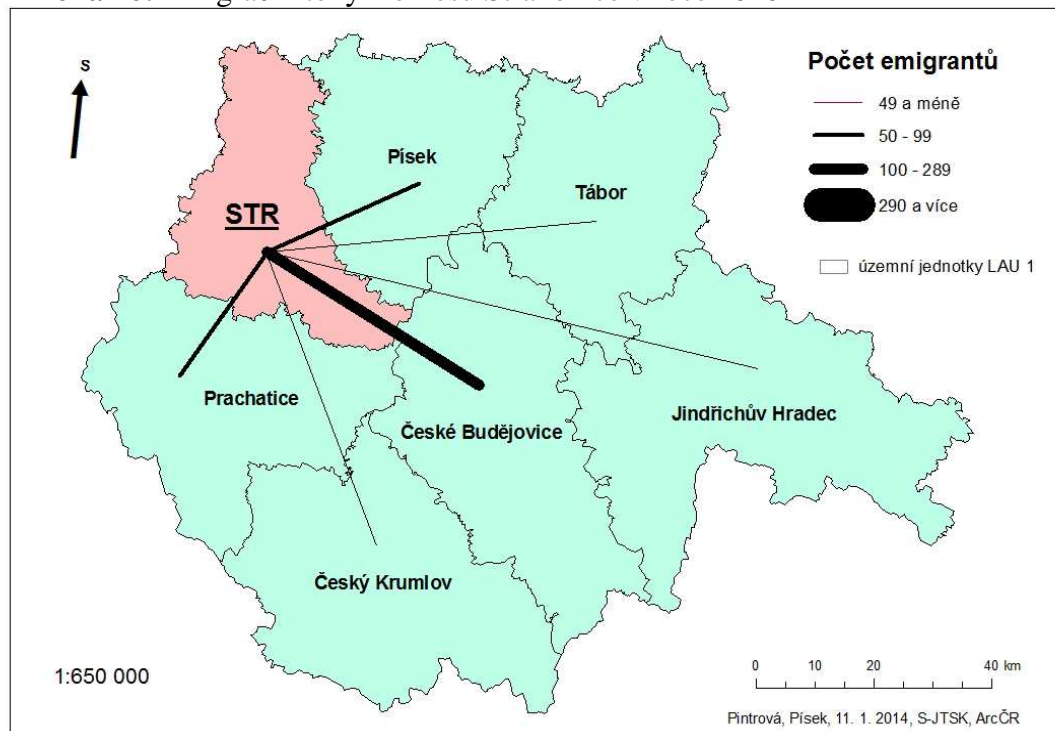 S
Počet emigrantů
49 a méně
50 - 99
100 - 289
290 a více
územní jednotky LAU 1
Písek
Tábor
STR
Prachatice
České Budějovice
Jindřichův Hradec
Český Krumlov
1:650 000
0 10 20 40 km
Pintrová, Písek, 11. 1. 2014, S-JTSK, ArcČR